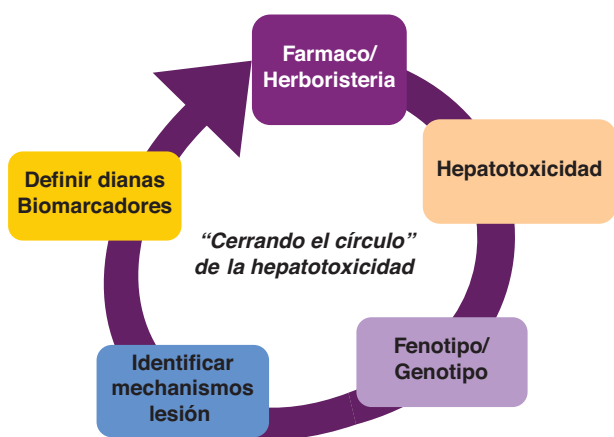 Farmaco/
Herboristeria
Hepatotoxicidad
Definir dianas
Biomarcadores
“Cerrando el círculo”
de la hepatotoxicidad
Fenotipo/
Genotipo
Identificar
mechanismos
lesión